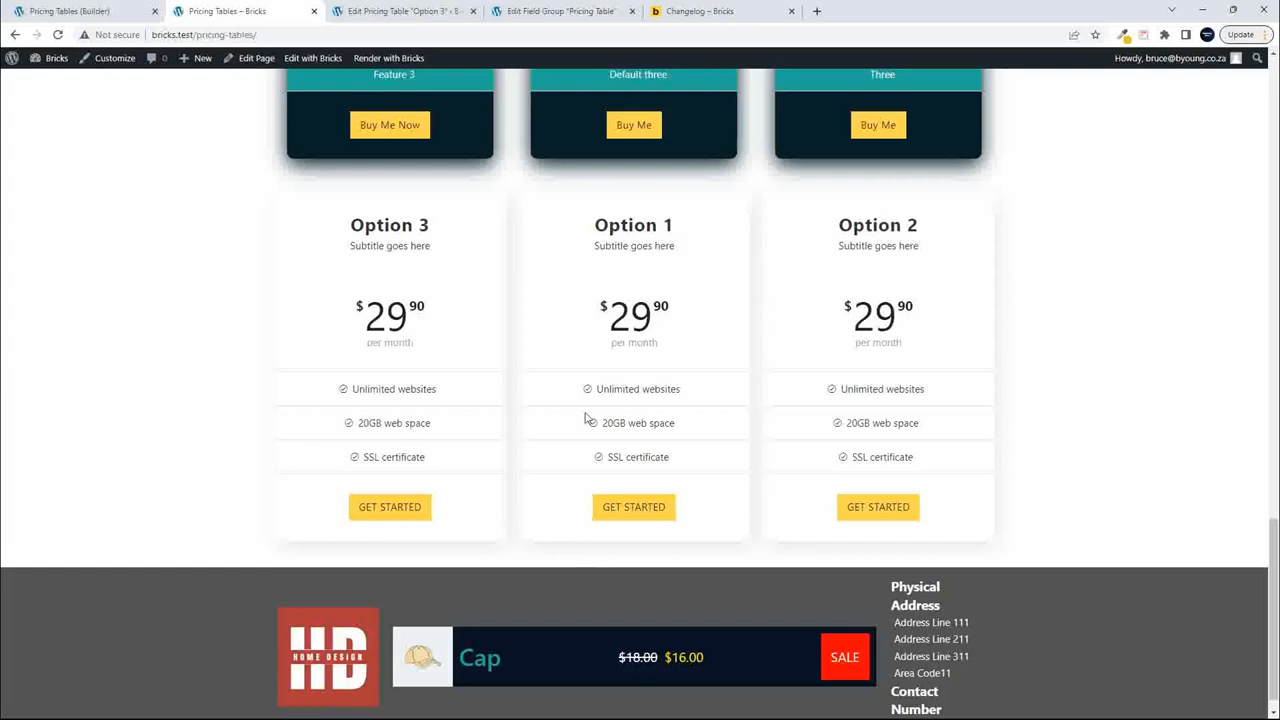 Pricing Tables (Builder)
Pricing Tables – Bricks
Edit Pricing Table "Option 3" ‹ B
Edit Field Group "Pricing Table"
Changelog – Bricks
Not secure
bricks.test/pricing-tables/
Update
Bricks
Customize
0
New
Edit Page
Edit with Bricks
Render with Bricks
Howdy, bruce@byoung.co.za
Feature 3
Default three
Three
Buy Me Now
Buy Me
Buy Me
Option 3
Option 1
Option 2
Subtitle goes here
Subtitle goes here
Subtitle goes here
$29 90
$29 90
$29 90
per month
per month
per month
Unlimited websites
Unlimited websites
Unlimited websites
20GB web space
20GB web space
20GB web space
SSL certificate
SSL certificate
SSL certificate
GET STARTED
GET STARTED
GET STARTED
HD
HOME DESIGN
Cap
$18.00 $16.00
SALE
Physical
Address
Address Line 111
Address Line 211
Address Line 311
Area Code11
Contact
Number